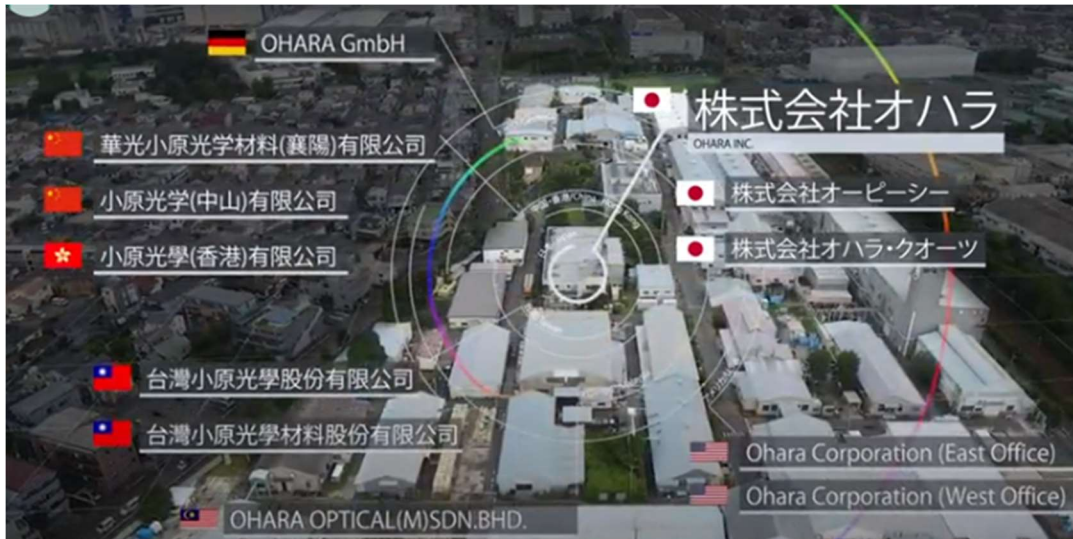 OHARA GmbH
株式会社オハラ
OHARA INC.
華光小原光学材料(襄陽)有限公司
小原光学(中山)有限公司
小原光學(香港)有限公司
株式会社オーピーシー
株式会社オハラ・クオーツ
台灣小原光學股份有限公司
台灣小原光學材料股份有限公司
Ohara Corporation (East Office)
Ohara Corporation (West Office)
OHARA OPTICAL(M)SDN.BHD.